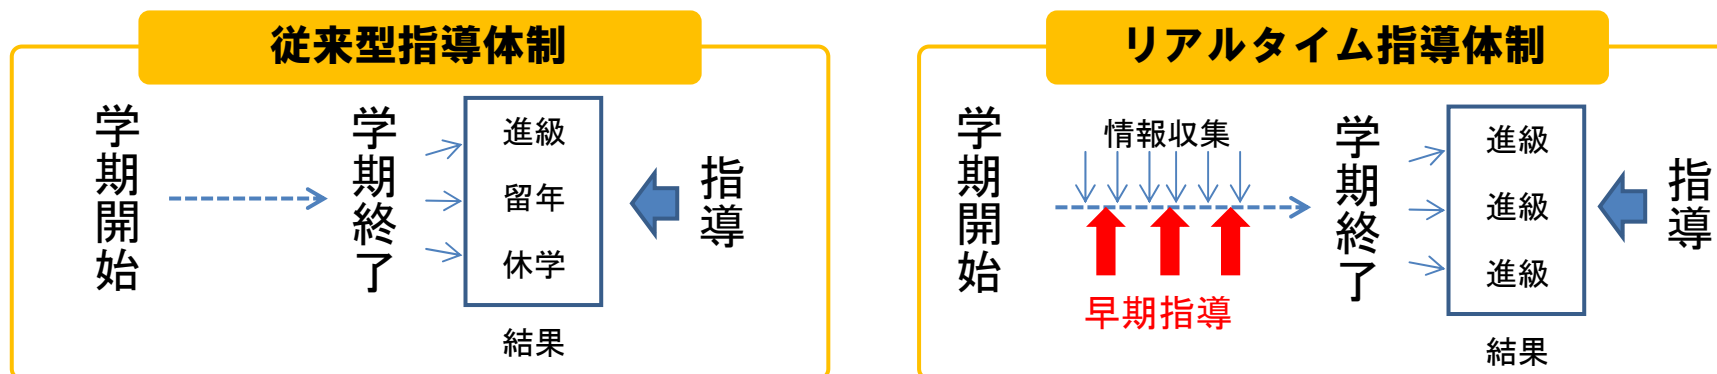 従来型指導体制
学期開始
学期終了
進級
留年
休学
結果
指導
リアルタイム指導体制
学期開始
情報収集
早期指導
学期終了
進級
進級
進級
結果
指導